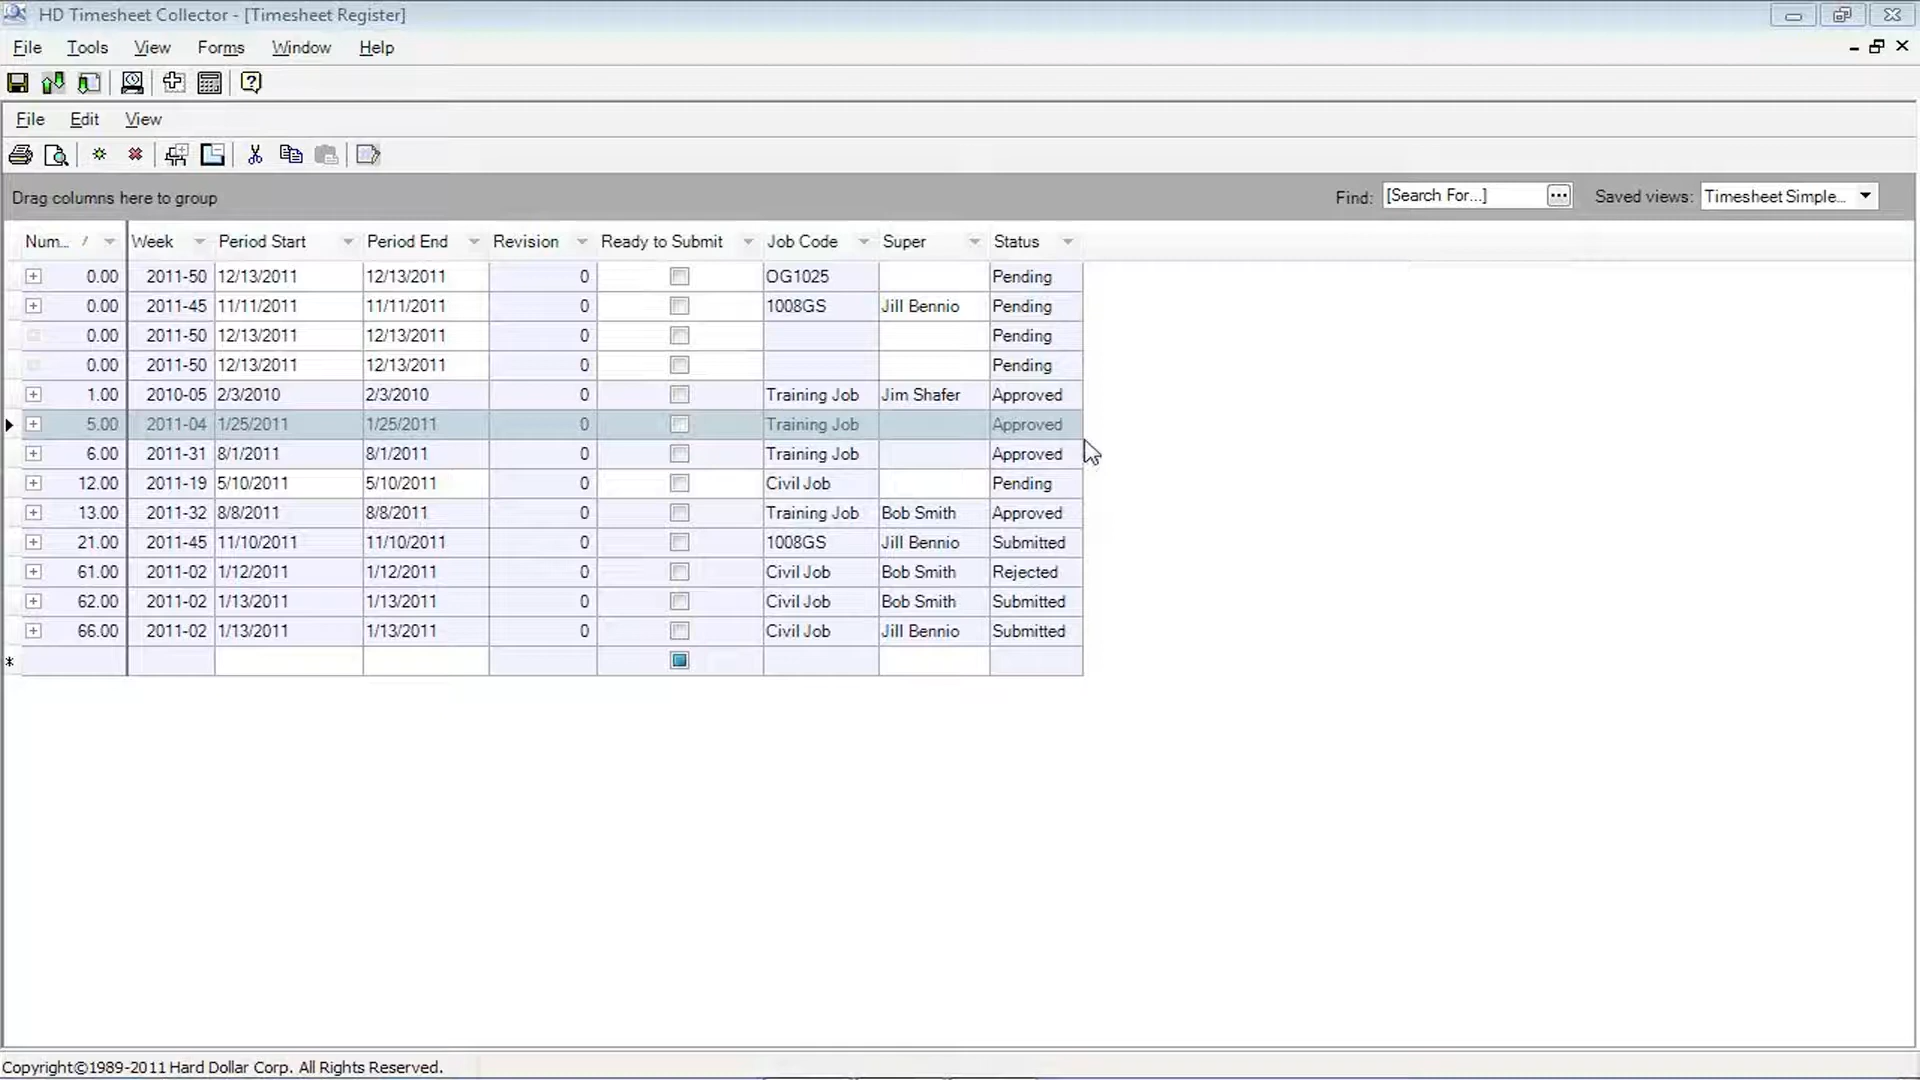 HD Timesheet Collector - [Timesheet Register]
File Tools View Forms Window Help
File Edit View
Drag columns here to group Find: [Search For...] Saved views: Timesheet Simple...
Num... Week Period Start Period End Revision Ready to Submit Job Code Super Status
0.00 2011-50 12/13/2011 12/13/2011 0 OG1025 Pending
0.00 2011-45 11/11/2011 11/11/2011 0 1008GS Jill Bennio Pending
0.00 2011-50 12/13/2011 12/13/2011 0 Pending
0.00 2011-50 12/13/2011 12/13/2011 0 Pending
1.00 2010-05 2/3/2010 2/3/2010 0 Training Job Jim Shafer Approved
5.00 2011-04 1/25/2011 1/25/2011 0 Training Job Approved
6.00 2011-31 8/1/2011 8/1/2011 0 Training Job Approved
12.00 2011-19 5/10/2011 5/10/2011 0 Civil Job Pending
13.00 2011-32 8/8/2011 8/8/2011 0 Training Job Bob Smith Approved
21.00 2011-45 11/10/2011 11/10/2011 0 1008GS Jill Bennio Submitted
61.00 2011-02 1/12/2011 1/12/2011 0 Civil Job Bob Smith Rejected
62.00 2011-02 1/13/2011 1/13/2011 0 Civil Job Bob Smith Submitted
66.00 2011-02 1/13/2011 1/13/2011 0 Civil Job Jill Bennio Submitted
Copyright©1989-2011 Hard Dollar Corp. All Rights Reserved.